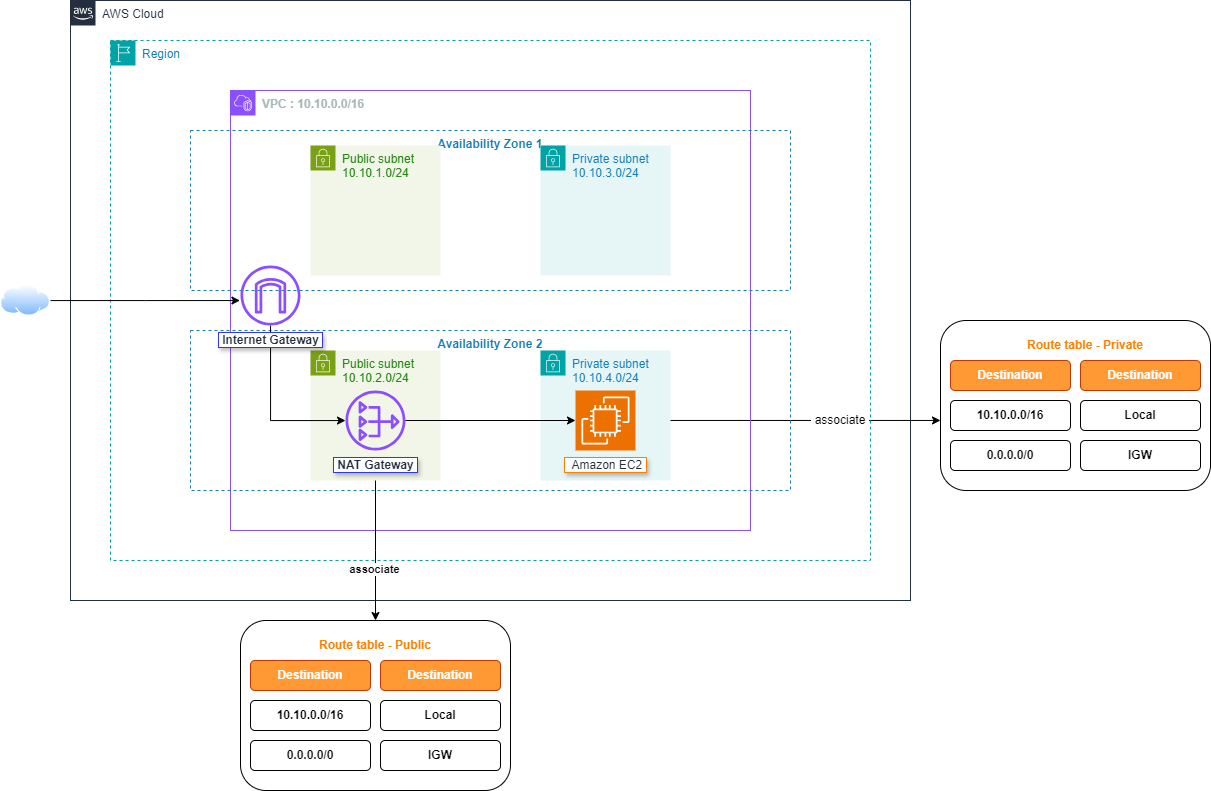 aws
AWS Cloud
Region
VPC : 10.10.0.0/16
Availability Zone 1
Public subnet
10.10.1.0/24
Private subnet
10.10.3.0/24
Internet Gateway
Availability Zone 2
Public subnet
10.10.2.0/24
Private subnet
10.10.4.0/24
NAT Gateway
Amazon EC2
associate
Route table - Private
Destination Destination
10.10.0.0/16 Local
0.0.0.0/0 IGW
associate
Route table - Public
Destination Destination
10.10.0.0/16 Local
0.0.0.0/0 IGW